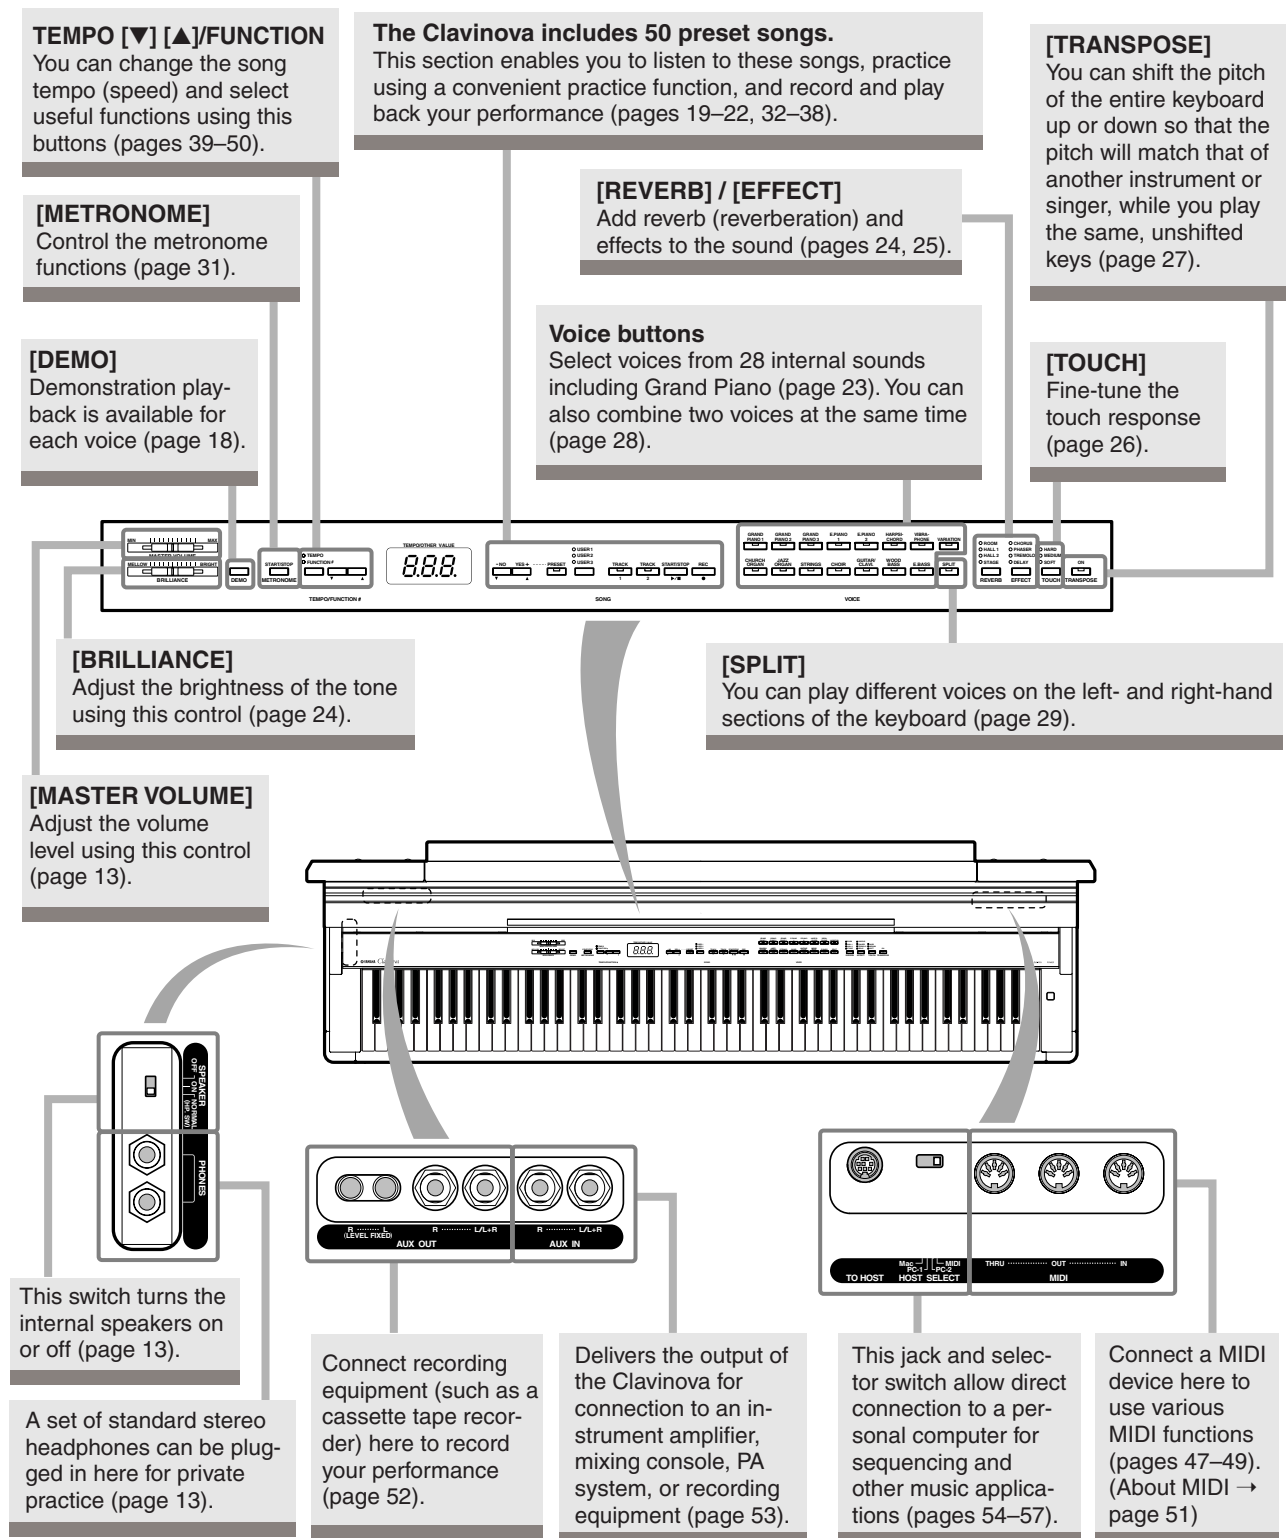 TEMPO [▼] [▲]/FUNCTION
You can change the song
tempo (speed) and select
useful functions using this
buttons (pages 39–50).
The Clavinova includes 50 preset songs.
This section enables you to listen to these songs, practice
using a convenient practice function, and record and play
back your performance (pages 19–22, 32–38).
[TRANSPOSE]
You can shift the pitch
of the entire keyboard
up or down so that the
pitch will match that of
another instrument or
singer, while you play
the same, unshifted
keys (page 27).
[METRONOME]
Control the metronome
functions (page 31).
[REVERB] / [EFFECT]
Add reverb (reverberation) and
effects to the sound (pages 24, 25).
[DEMO]
Demonstration play-
back is available for
each voice (page 18).
Voice buttons
Select voices from 28 internal sounds
including Grand Piano (page 23). You can
also combine two voices at the same time
(page 28).
[TOUCH]
Fine-tune the
touch response
(page 26).
MIN MAX
MASTER VOLUME
MELLOW BRIGHT
BRILLIANCE
DEMO
START/STOP
METRONOME
TEMPO
FUNCTION#
▼ ▲
TEMPO/FUNCTION #
TEMPO/OTHER VALUE
8.8.8.
– NO YES + PRESET
▼ ▲
USER 1
USER 2
USER 3
TRACK 1
TRACK 2
START/STOP
►/■
REC
●
SONG
GRAND PIANO 1
GRAND PIANO 2
GRAND PIANO 3
E.PIANO 1
E.PIANO 2
HARPSI-CHORD
VIBRA-PHONE
VARIATION
CHURCH ORGAN
JAZZ ORGAN
STRINGS
CHOIR
GUITAR/CLAVI.
WOOD BASS
E.BASS
SPLIT
VOICE
ROOM
HALL 1
HALL 2
STAGE
REVERB
CHORUS
PHASER
TREMOLO
DELAY
EFFECT
HARD
MEDIUM
SOFT
TOUCH
ON
TRANSPOSE
[BRILLIANCE]
Adjust the brightness of the tone
using this control (page 24).
[SPLIT]
You can play different voices on the left- and right-hand
sections of the keyboard (page 29).
[MASTER VOLUME]
Adjust the volume
level using this control
(page 13).
8.8.8.
YAMAHA Clavinova
OFF ON NORMAL (HP. SW)
SPEAKER
PHONES
R L
(LEVEL FIXED)
R L/L+R
AUX OUT
R L/L+R
AUX IN
TO HOST
Mac MIDI
PC-1 PC-2
HOST SELECT
THRU OUT IN
MIDI
This switch turns the
internal speakers on
or off (page 13).
A set of standard stereo
headphones can be plug-
ged in here for private
practice (page 13).
Connect recording
equipment (such as a
cassette tape recor-
der) here to record
your performance
(page 52).
Delivers the output of
the Clavinova for
connection to an in-
strument amplifier,
mixing console, PA
system, or recording
equipment (page 53).
This jack and selec-
tor switch allow direct
connection to a per-
sonal computer for
sequencing and
other music applica-
tions (pages 54–57).
Connect a MIDI
device here to
use various
MIDI functions
(pages 47–49).
(About MIDI →
page 51)